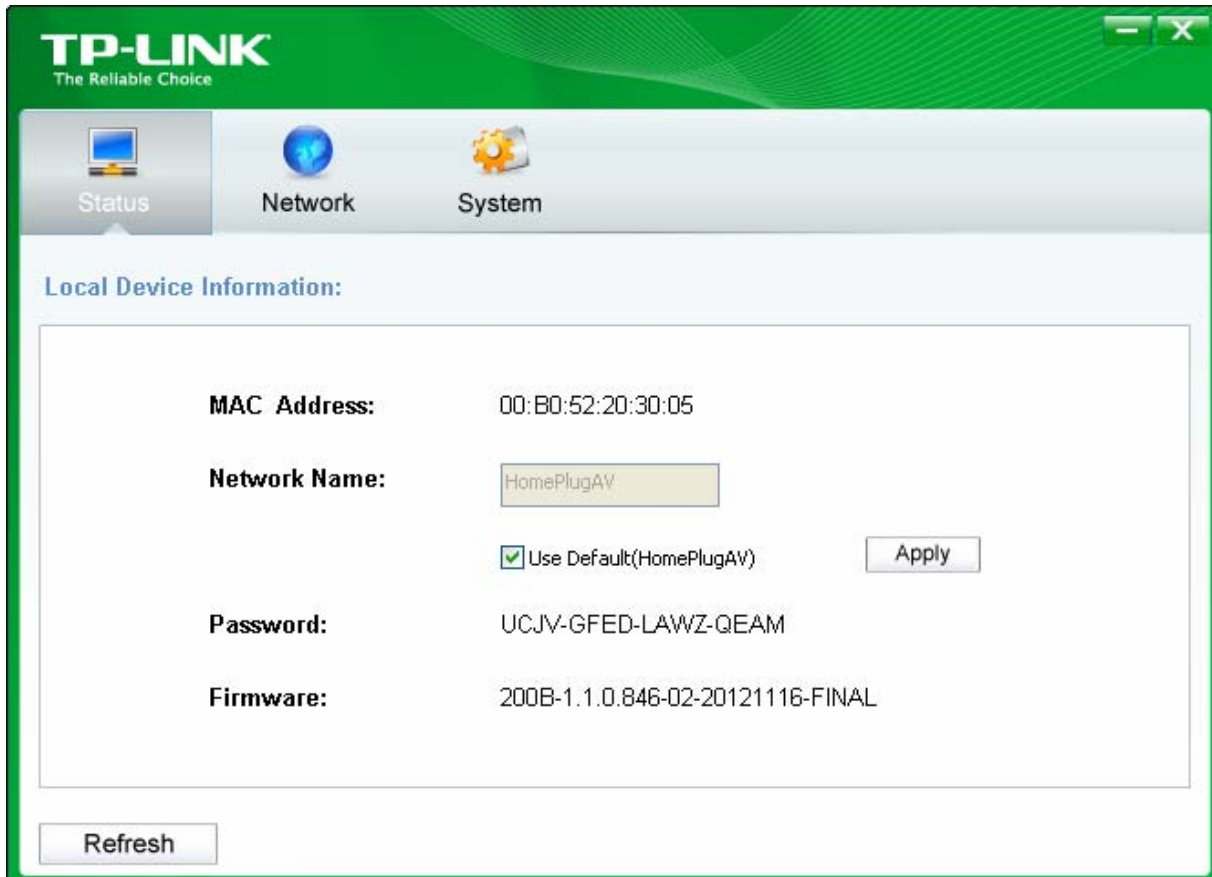 TP-LINK
The Reliable Choice
Status
Network
System
Local Device Information:
MAC Address:
00:B0:52:20:30:05
Network Name:
HomePlugAV
Use Default(HomePlugAV)
Apply
Password:
UCJV-GFED-LAWZ-QEAM
Firmware:
200B-1.1.0.846-02-20121116-FINAL
Refresh